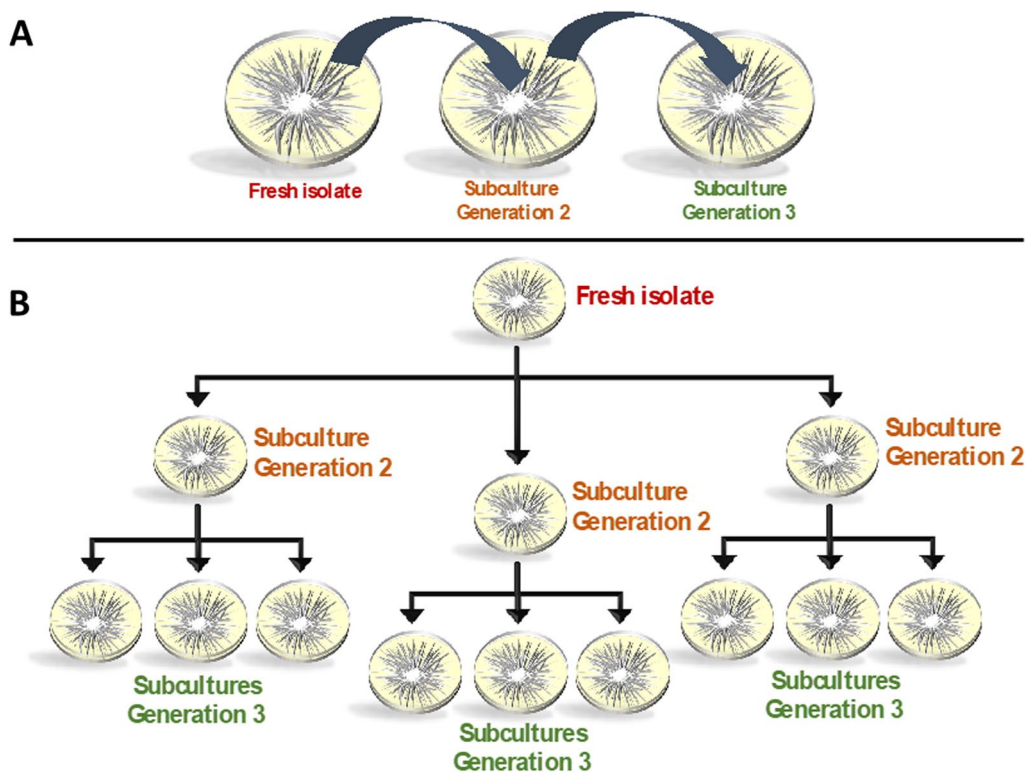 A
Fresh isolate
Subculture
Generation 2
Subculture
Generation 3
B
Fresh isolate
Subculture
Generation 2
Subculture
Generation 2
Subculture
Generation 2
Subcultures
Generation 3
Subcultures
Generation 3
Subcultures
Generation 3